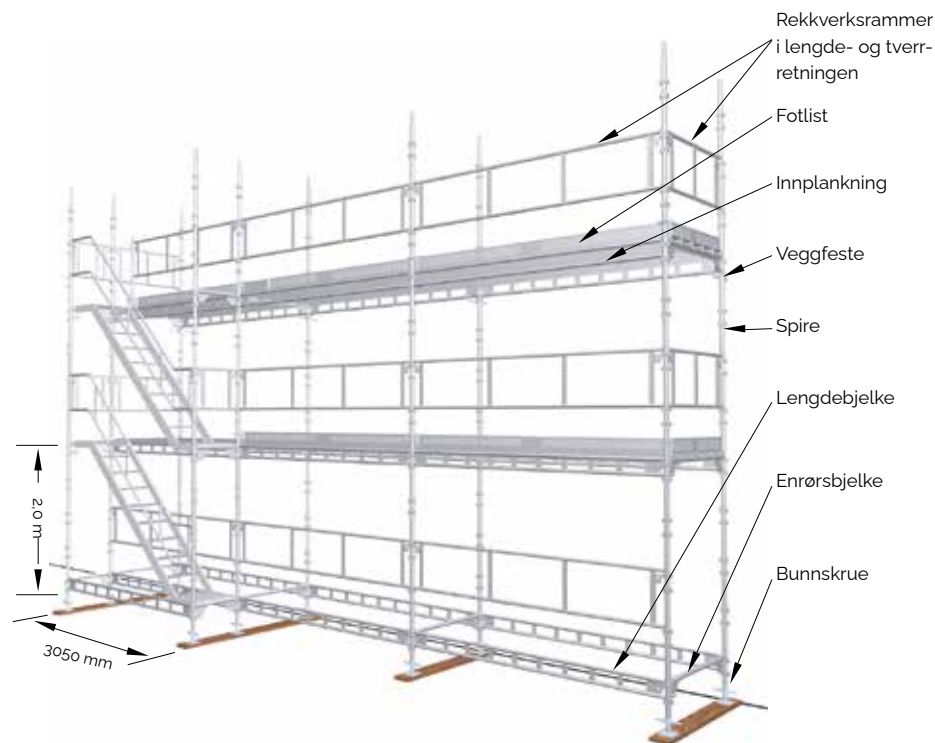 Rekkverksrammer
i lengde- og tverr-
retningen
Fotlist
Innplankning
Veggfeste
Spire
Lengdebjelke
Enrørsbjelke
Bunnskrue
2,0 m
3050 mm